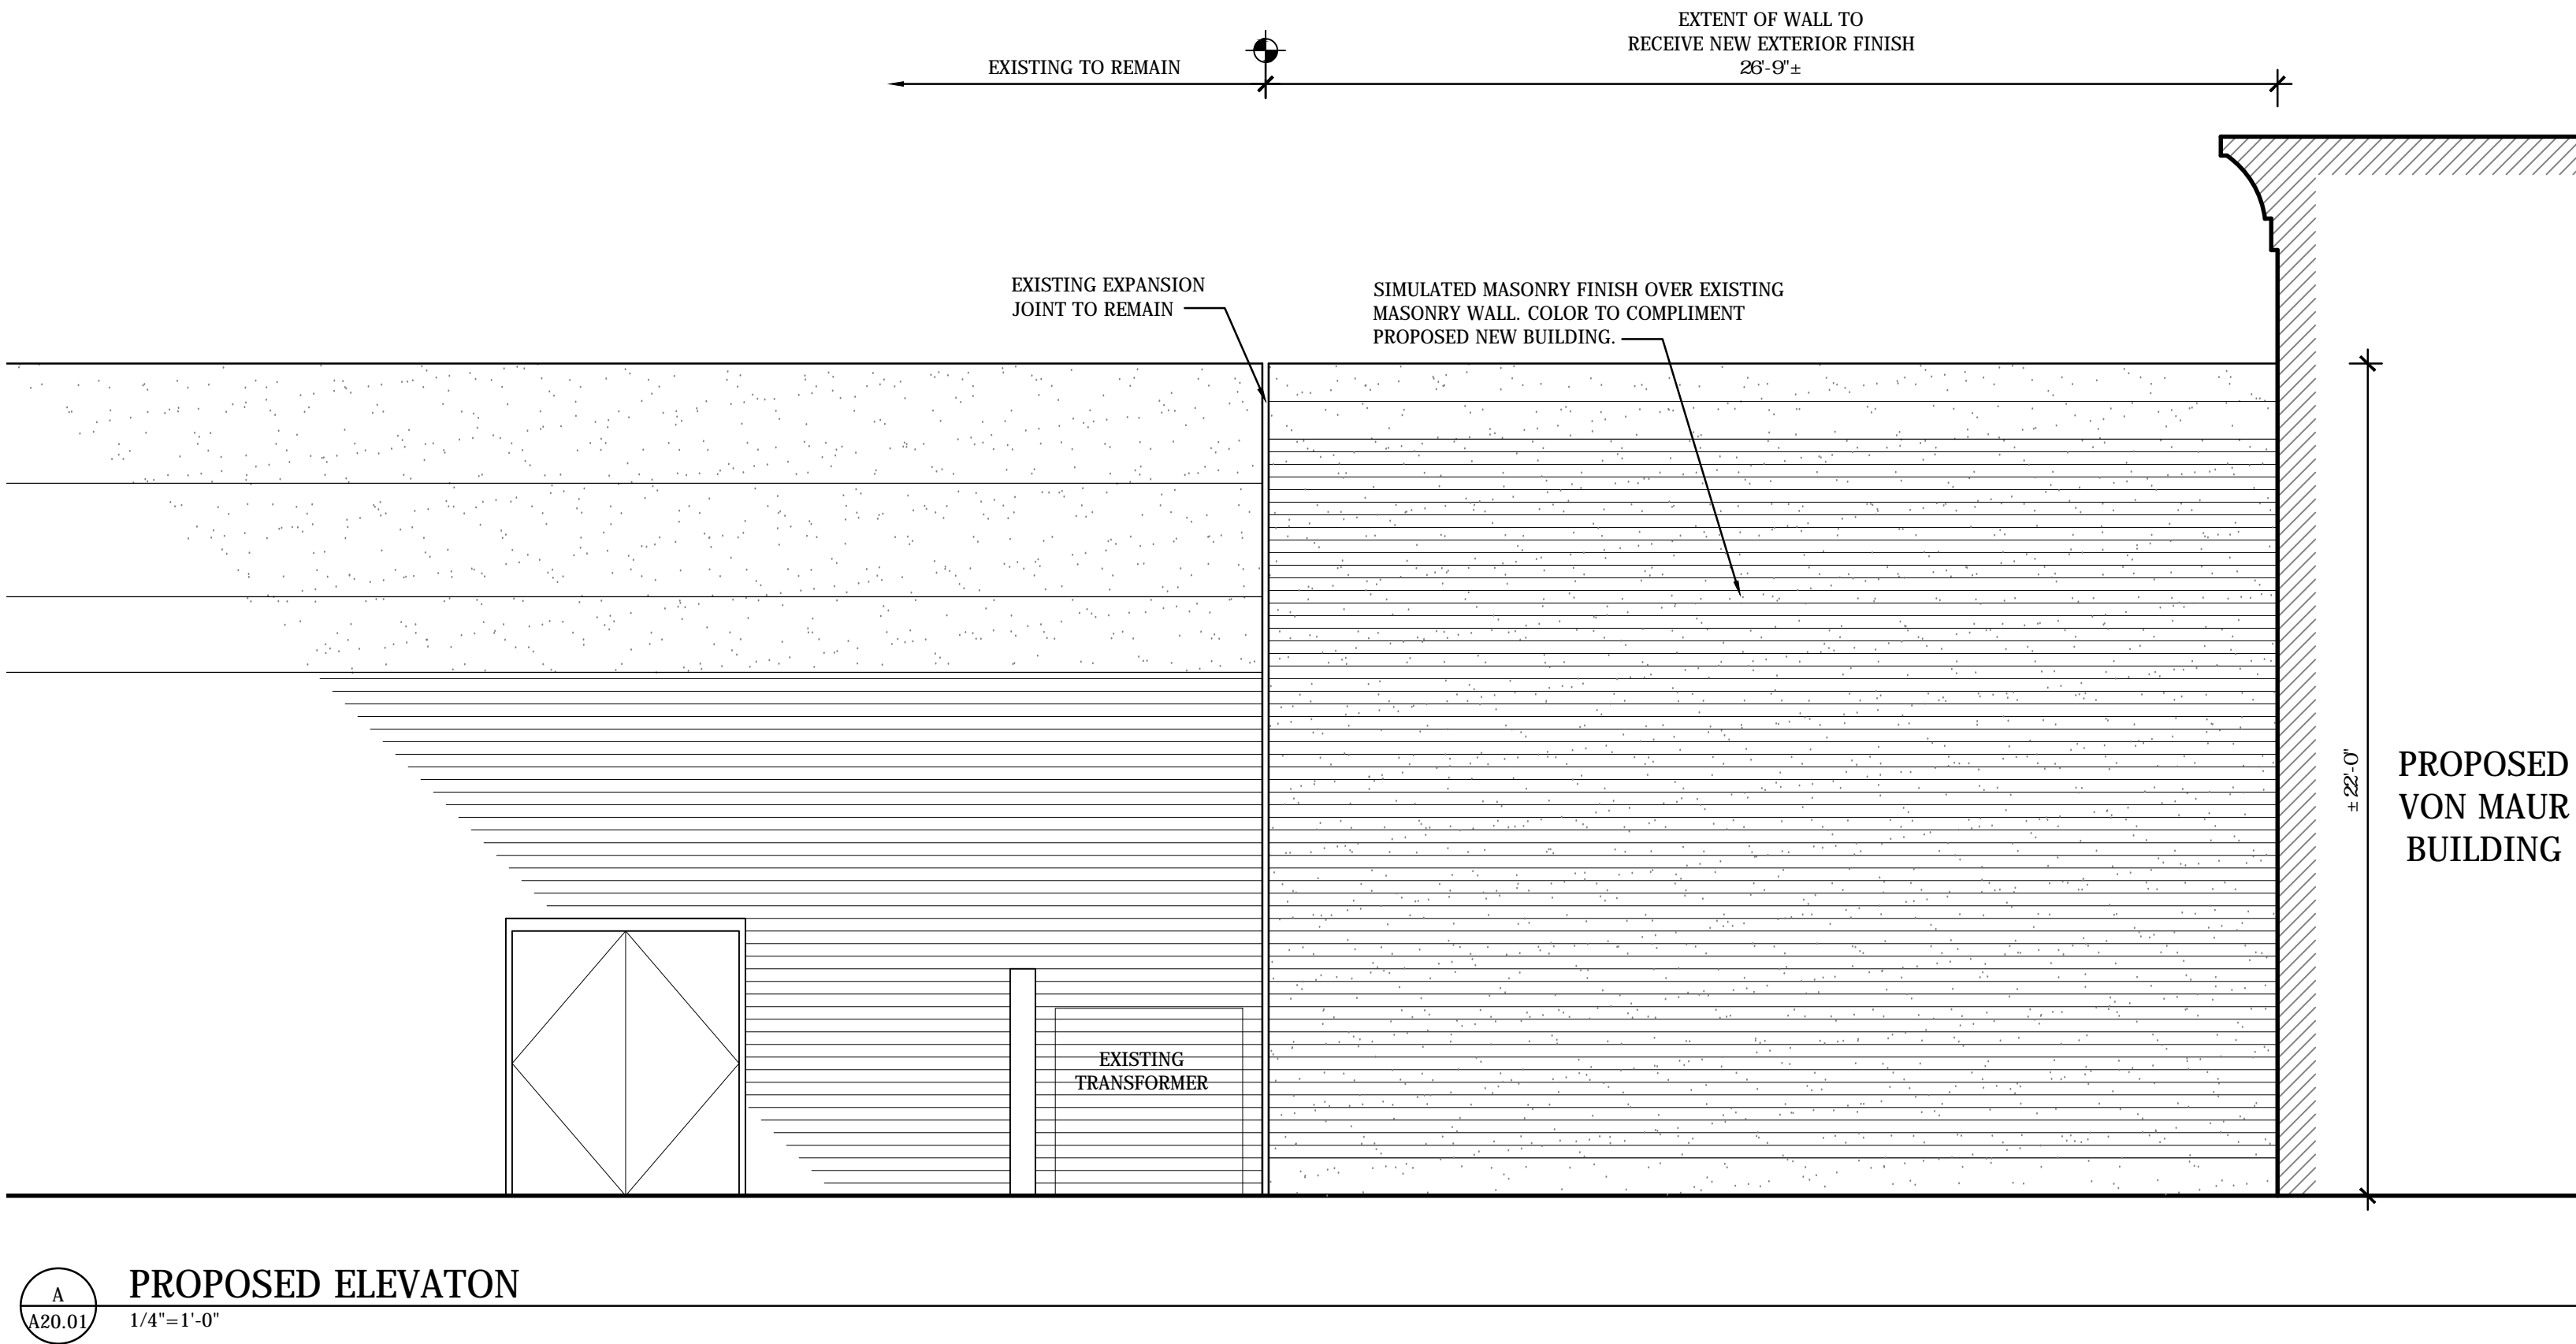 EXTENT OF WALL TO
RECEIVE NEW EXTERIOR FINISH
26'-9"±
EXISTING TO REMAIN
EXISTING EXPANSION
JOINT TO REMAIN
SIMULATED MASONRY FINISH OVER EXISTING
MASONRY WALL. COLOR TO COMPLIMENT
PROPOSED NEW BUILDING.
±22'-0"
PROPOSED
VON MAUR
BUILDING
EXISTING
TRANSFORMER
A
A20.01
PROPOSED ELEVATON
1/4"=1'-0"